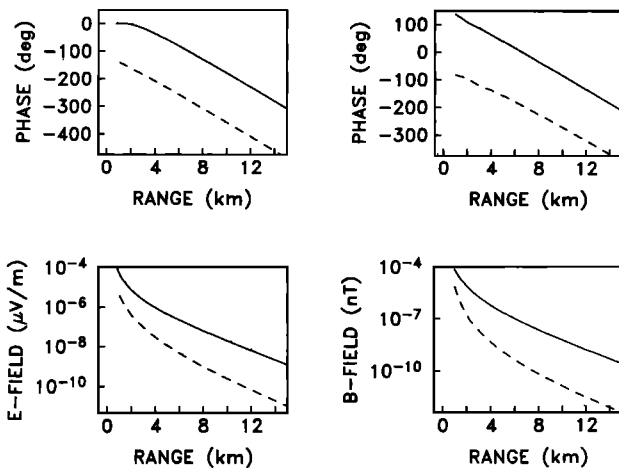 PHASE (deg)
0
-100
-200
-300
-400
0 4 8 12
RANGE (km)
PHASE (deg)
100
0
-100
-200
-300
0 4 8 12
RANGE (km)
E-FIELD (μV/m)
10⁻⁴
10⁻⁶
10⁻⁸
10⁻¹⁰
0 4 8 12
RANGE (km)
B-FIELD (nT)
10⁻⁴
10⁻⁷
10⁻¹⁰
0 4 8 12
RANGE (km)